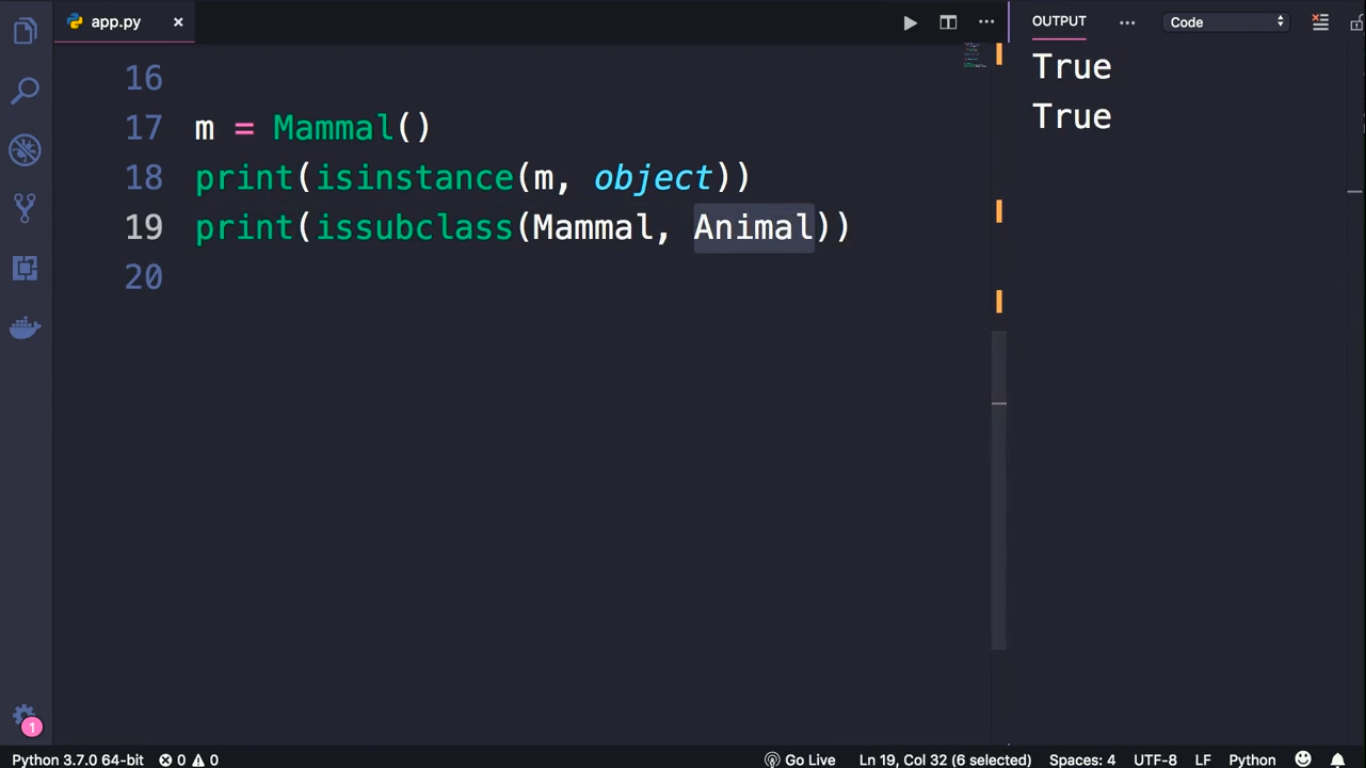 app.py ×
OUTPUT ... Code
16
17 m = Mammal()
18 print(isinstance(m, object))
19 print(issubclass(Mammal, Animal))
20
True
True
1
Python 3.7.0 64-bit 0 0 Go Live Ln 19, Col 32 (6 selected) Spaces: 4 UTF-8 LF Python